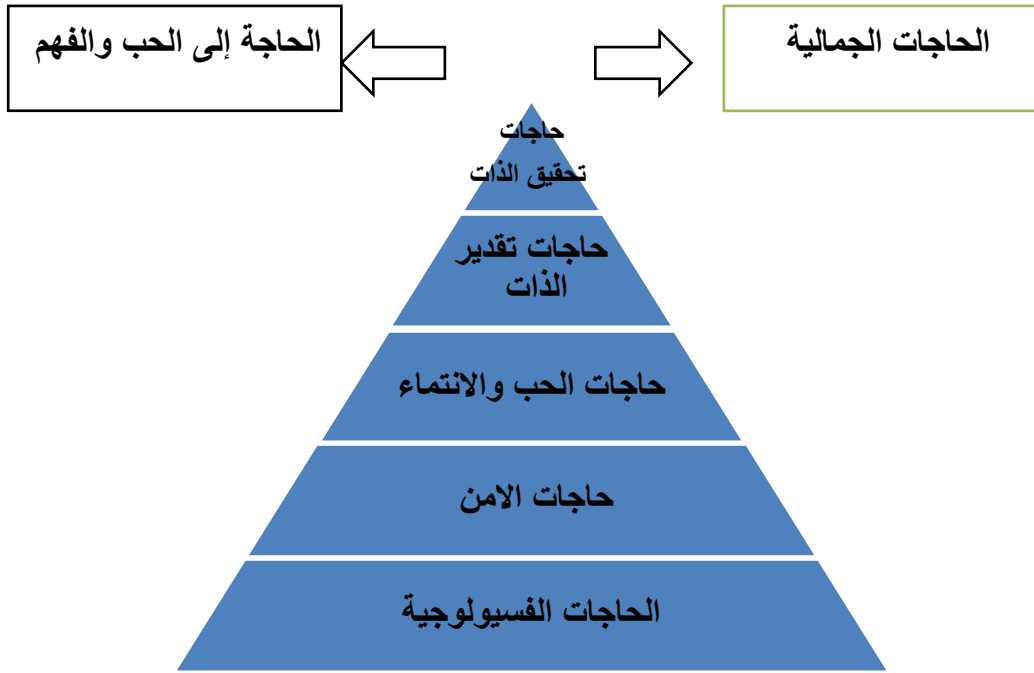 الحاجات الجمالية
الحاجة إلى الحب والفهم
حاجات
تحقيق الذات
حاجات تقدير
الذات
حاجات الحب والانتماء
حاجات الامن
الحاجات الفسيولوجية